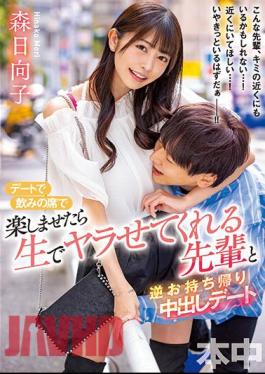 こんな先輩、キミの近くにも
いるかもしれない…!
近くにいてほしい…!
いやきっといるはずだぁ――!!
森日向子
Hinako Mori
デートで
飲みの席で
楽しませたら
生でヤラせてくれる
先輩と
逆お持ち帰り
中出しデート
本中
JAVHD